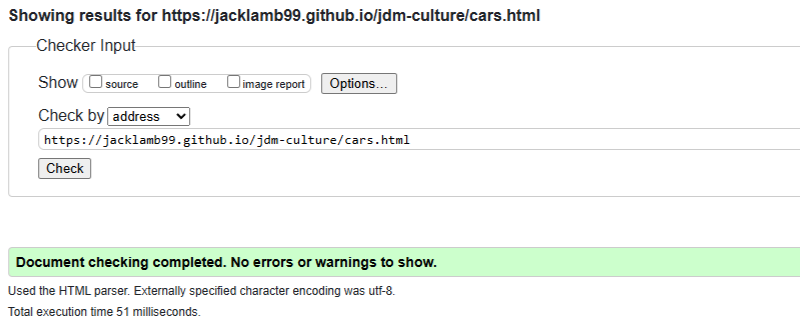 Showing results for https://jacklamb99.github.io/jdm-culture/cars.html
Checker Input
Show source outline image report Options...
Check by address
https://jacklamb99.github.io/jdm-culture/cars.html
Check
Document checking completed. No errors or warnings to show.
Used the HTML parser. Externally specified character encoding was utf-8.
Total execution time 51 milliseconds.